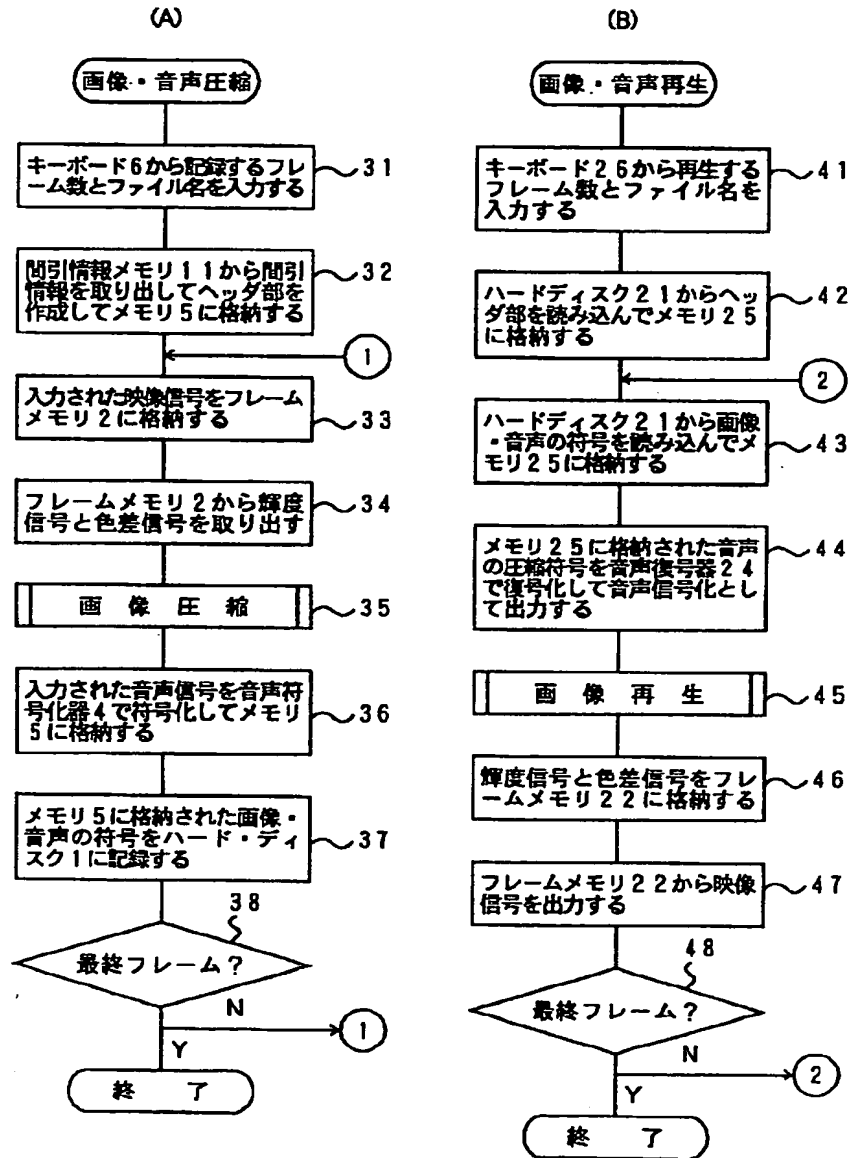 (A)
画像・音声圧縮
キーボード6から記録するフレ
ーム数とファイル名を入力する
31
間引情報メモリ11から間引
情報を取り出してヘッダ部を
作成してメモリ5に格納する
32
1
入力された映像信号をフレーム
メモリ2に格納する
33
フレームメモリ2から輝度
信号と色差信号を取り出す
34
画像圧縮
35
入力された音声信号を音声符
号化器4で符号化してメモリ
5に格納する
36
メモリ5に格納された画像・
音声の符号をハード・ディ
スク1に記録する
37
38
最終フレーム?
N
1
Y
終了
(B)
画像・音声再生
キーボード26から再生する
フレーム数とファイル名を
入力する
41
ハードディスク21からヘッ
ダ部を読み込んでメモリ25
に格納する
42
2
ハードディスク21から画像
・音声の符号を読み込んでメ
モリ25に格納する
43
メモリ25に格納された音声
の圧縮符号を音声復号器24
で復号化して音声信号化とし
て出力する
44
画像再生
45
輝度信号と色差信号をフレー
ムメモリ22に格納する
46
フレームメモリ22から映像
信号を出力する
47
48
最終フレーム?
N
2
Y
終了